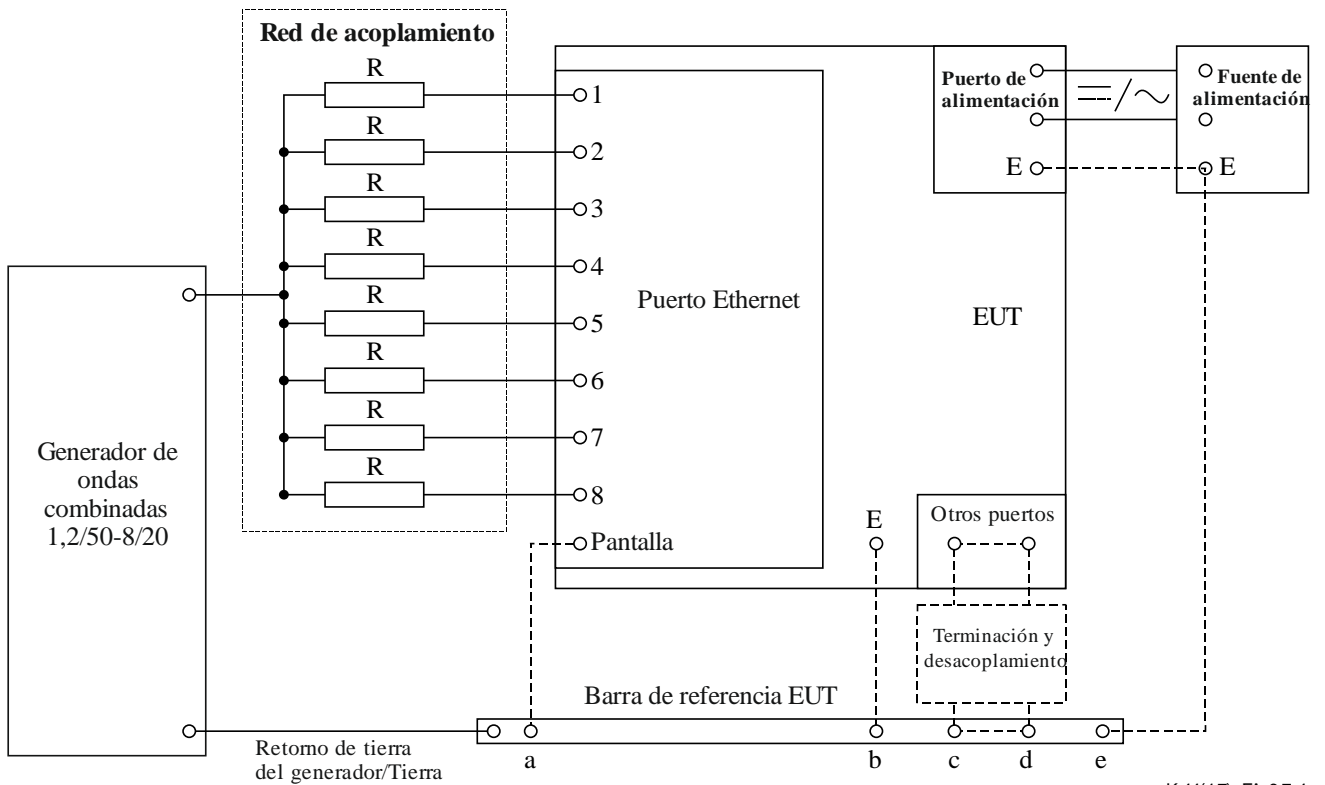 Red de acoplamiento
R
R
R
R
R
R
R
R
1
2
3
4
5
6
7
8
Pantalla
Puerto Ethernet
EUT
Puerto de
alimentación
E
Fuente de
alimentación
E
Generador de
ondas
combinadas
1,2/50-8/20
E
Otros puertos
Terminación y
desacoplamiento
Barra de referencia EUT
Retorno de tierra
del generador/Tierra
a
b
c
d
e